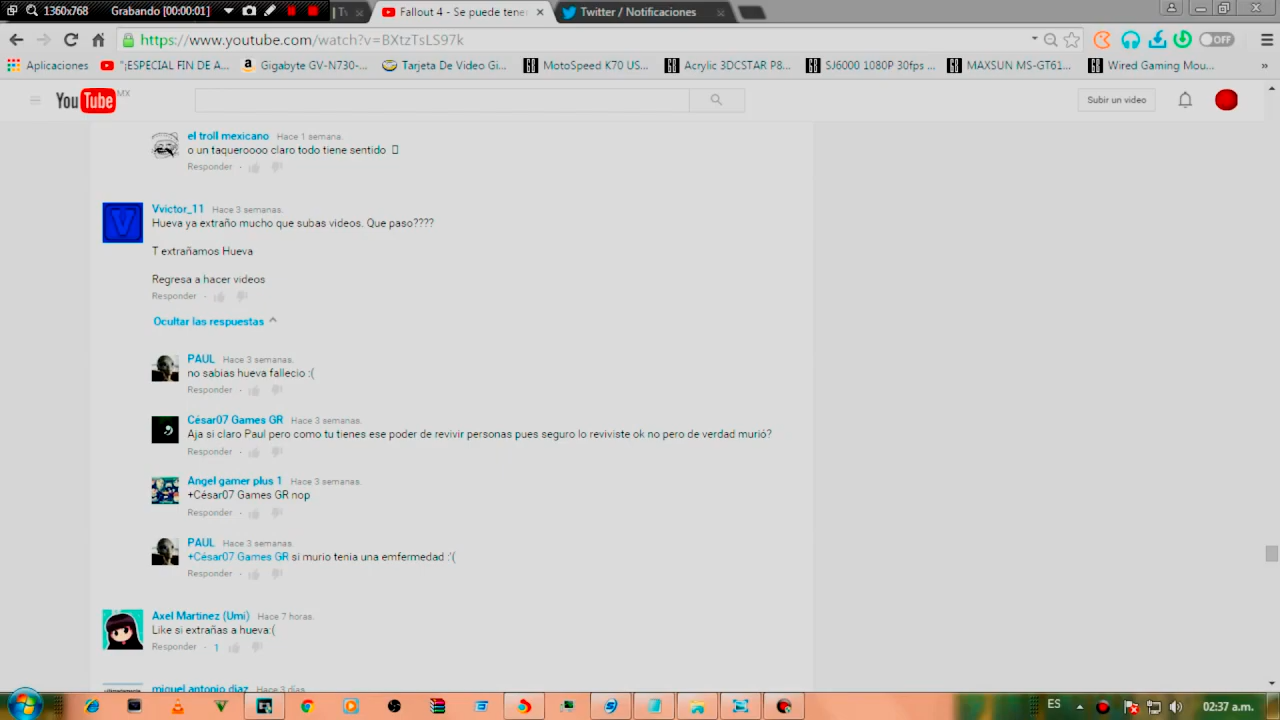 1360x768 Grabando [00:00:01]
Fallout 4 - Se puede tene
Twitter / Notificaciones
https://www.youtube.com/watch?v=BXtzTsLS97k
Aplicaciones "¡ESPECIAL FIN DE A... Gigabyte GV-N730-... Tarjeta De Video Gi... MotoSpeed K70 US... Acrylic 3DCSTAR P8... SJ6000 1080P 30fps ... MAXSUN MS-GT61... Wired Gaming Mou... »
OFF
YouTube MX
Subir un video
el troll mexicano Hace 1 semana.
o un taqueroooo claro todo tiene sentido
Responder ·
Vvictor_11 Hace 3 semanas.
Hueva ya extraño mucho que subas videos. Que paso????
T extrañamos Hueva
Regresa a hacer videos
Responder ·
Ocultar las respuestas
PAUL Hace 3 semanas.
no sabias hueva fallecio :(
Responder ·
César07 Games GR Hace 3 semanas.
Aja si claro Paul pero como tu tienes ese poder de revivir personas pues seguro lo reviviste ok no pero de verdad murió?
Responder ·
Angel gamer plus 1 Hace 3 semanas.
+César07 Games GR nop
Responder ·
PAUL Hace 3 semanas.
+César07 Games GR si murio tenia una emfermedad :'(
Responder ·
Axel Martinez (Umi) Hace 7 horas.
Like si extrañas a hueva:(
Responder · 1
miguel antonio diaz Hace 3 días.
ES 02:37 a.m.